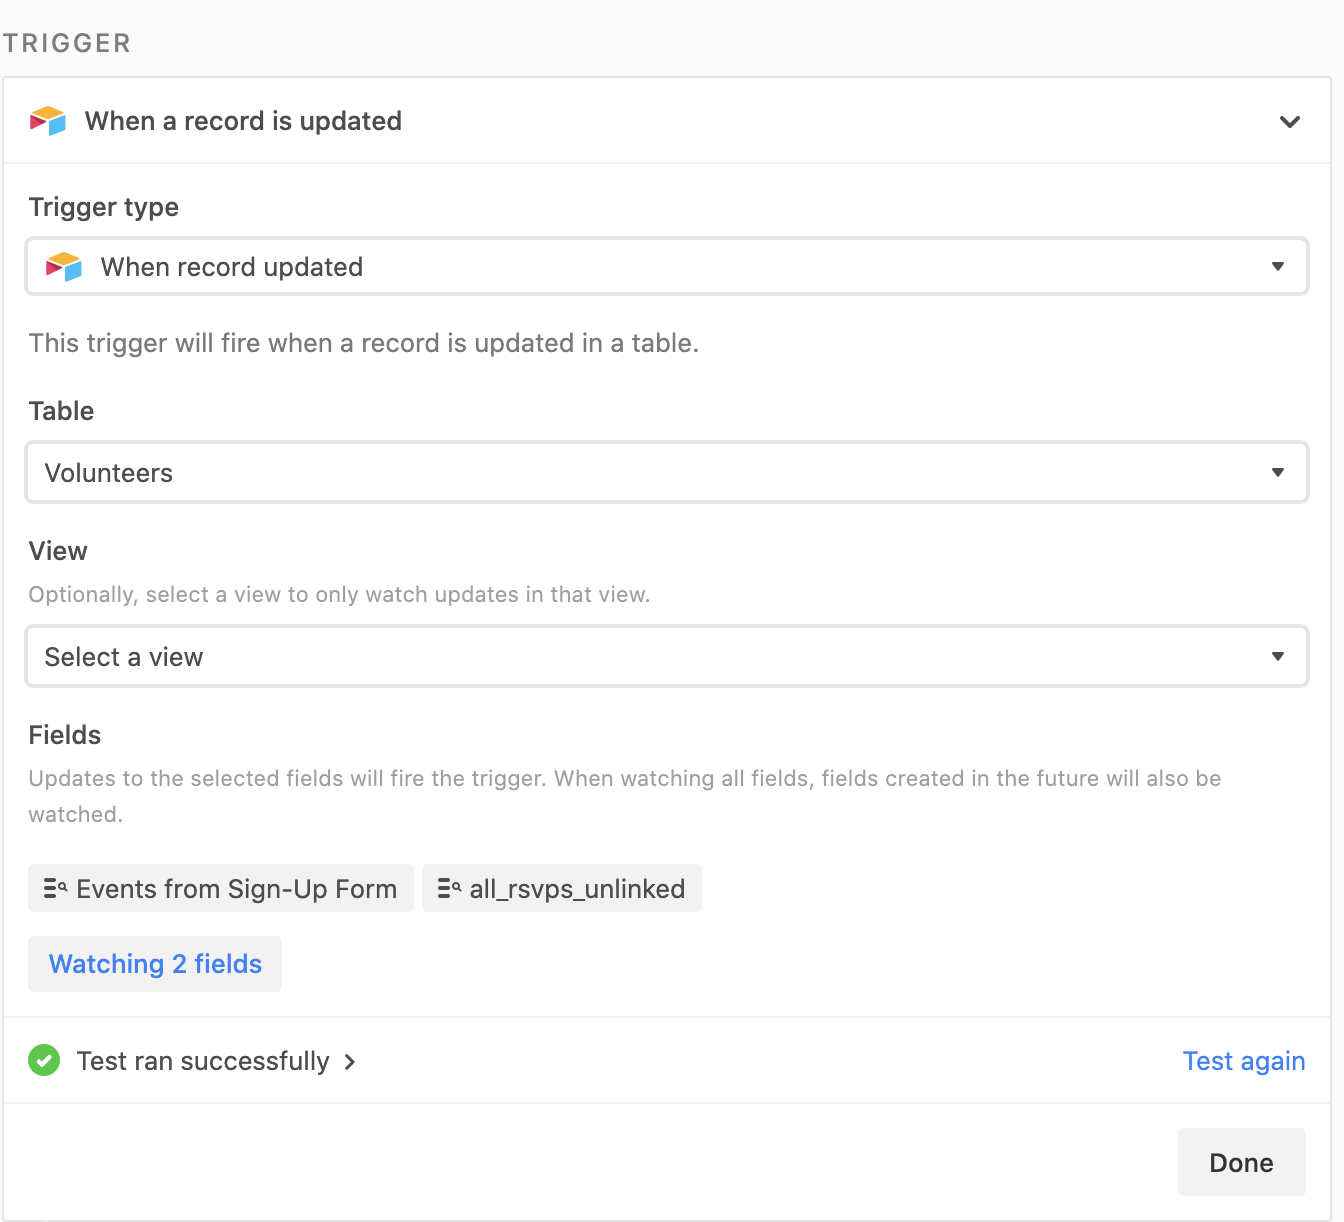 TRIGGER
When a record is updated
Trigger type
When record updated
This trigger will fire when a record is updated in a table.
Table
Volunteers
View
Optionally, select a view to only watch updates in that view.
Select a view
Fields
Updates to the selected fields will fire the trigger. When watching all fields, fields created in the future will also be
watched.
Events from Sign-Up Form all_rsvps_unlinked
Watching 2 fields
Test ran successfully Test again
Done